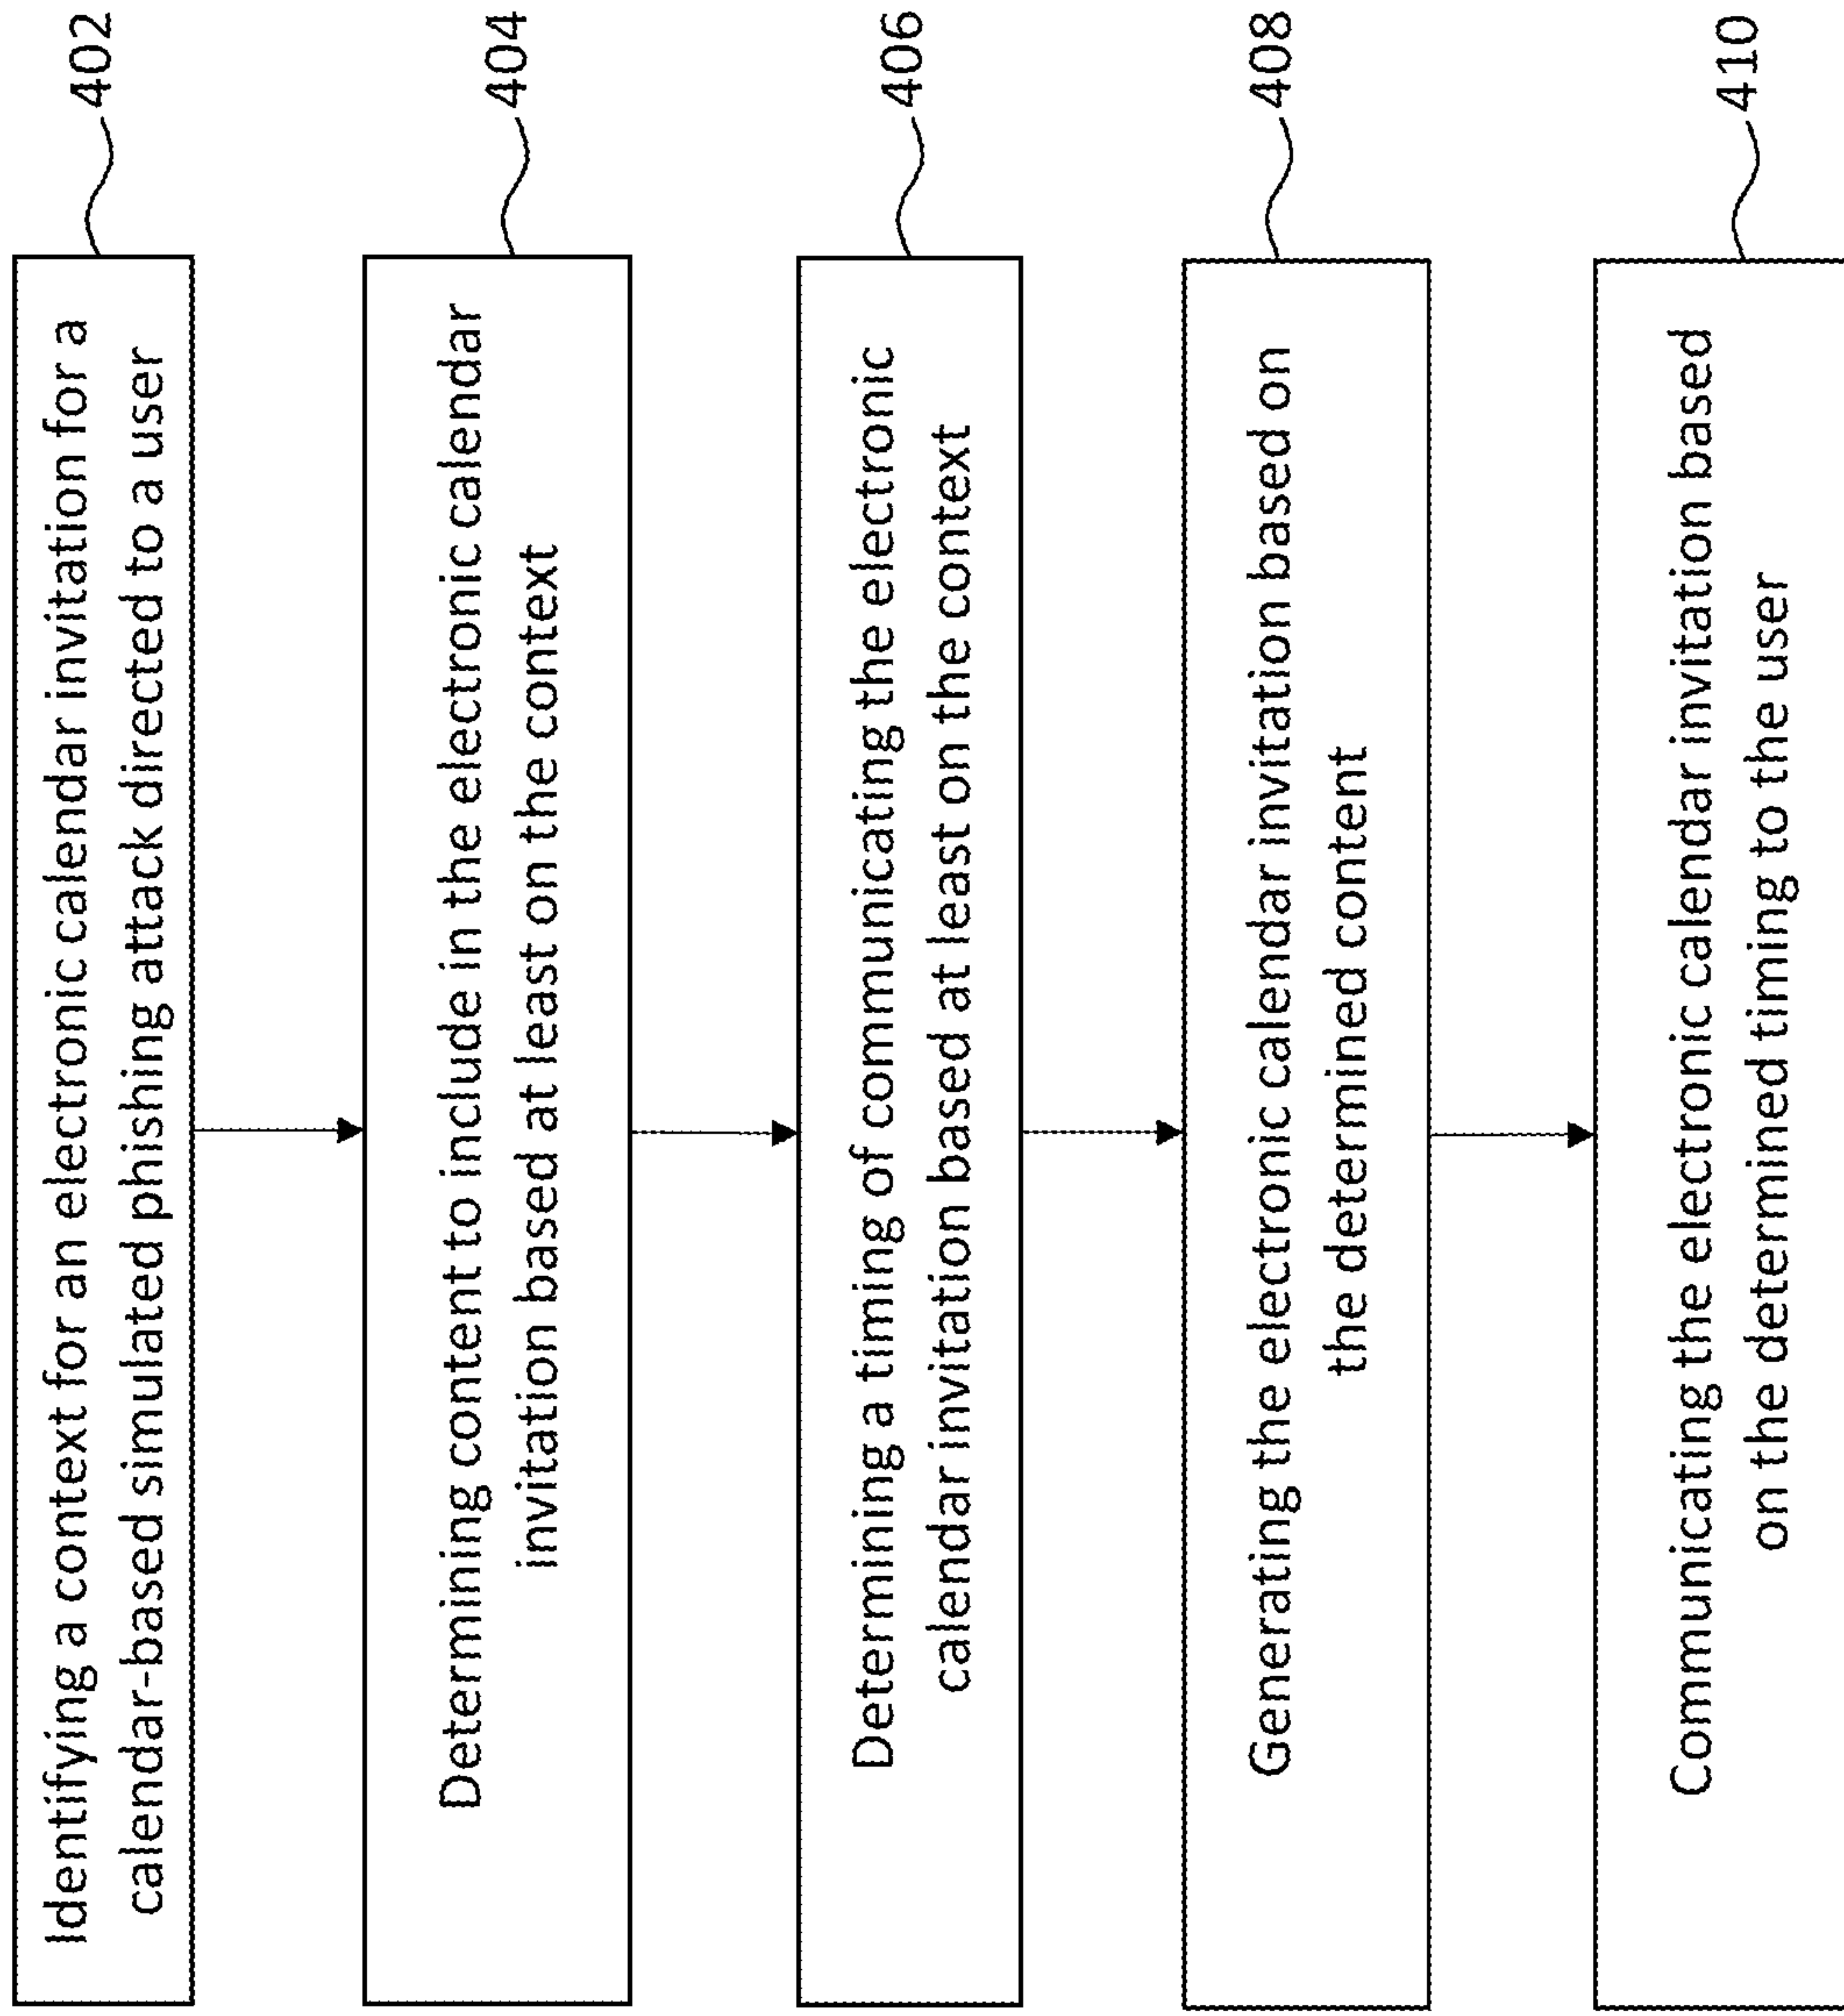 Identifying a context for an electronic calendar invitation for a
calendar-based simulated phishing attack directed to a user
402
Determining content to include in the electronic calendar
invitation based at least on the context
404
Determining a timing of communicating the electronic
calendar invitation based at least on the context
406
Generating the electronic calendar invitation based on
the determined content
408
Communicating the electronic calendar invitation based
on the determined timing to the user
410